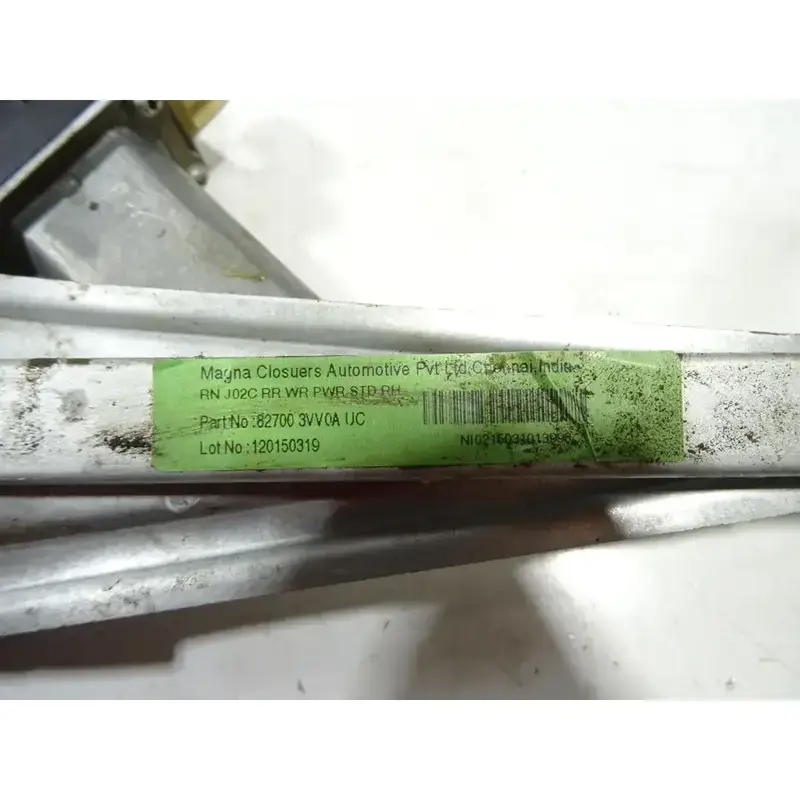 Magna Closuers Automotive Pvt Ltd,Chennai,India
RN J02C RR WR PWR STD RH
Part No :82700 3VV0A UC
Lot No :120150319